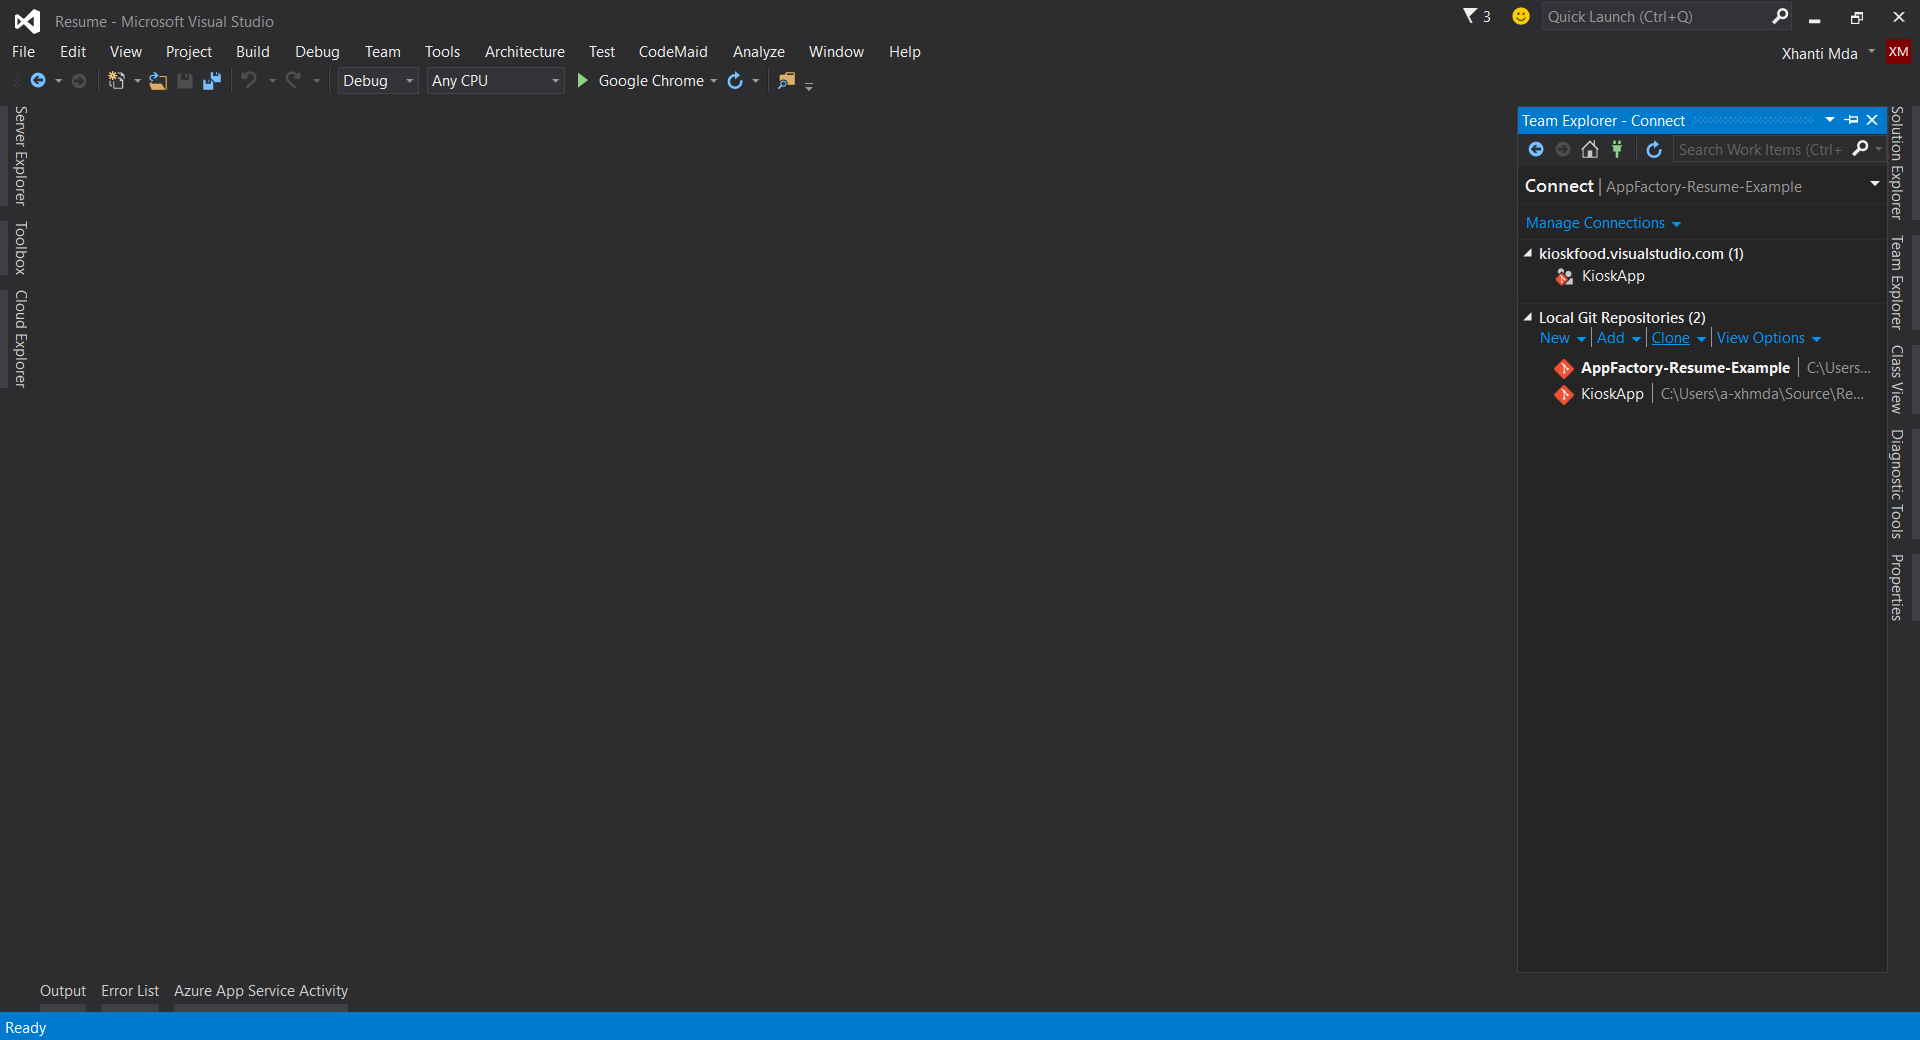 Resume - Microsoft Visual Studio
3
Quick Launch (Ctrl+Q)
File Edit View Project Build Debug Team Tools Architecture Test CodeMaid Analyze Window Help
Xhanti Mda
XM
Debug
Any CPU
Google Chrome
Server Explorer
Toolbox
Cloud Explorer
Team Explorer - Connect
Search Work Items (Ctrl+
Connect | AppFactory-Resume-Example
Manage Connections
kioskfood.visualstudio.com (1)
KioskApp
Local Git Repositories (2)
New Add Clone View Options
AppFactory-Resume-Example C:\Users...
KioskApp C:\Users\a-xhmda\Source\Re...
Solution Explorer
Team Explorer
Class View
Diagnostic Tools
Properties
Output Error List Azure App Service Activity
Ready